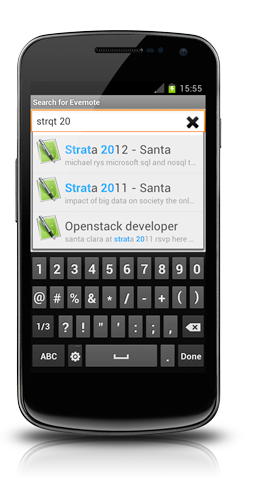 15:55
Search for Evernote
strqt 20
Strata 2012 - Santa
michael rys microsoft sql and nosql t...
Strata 2011 - Santa
impact of big data on society the onl...
Openstack developer
santa clara at strata 2011 rsvp here ...
1 2 3 4 5 6 7 8 9 0
@ # % & * / - + ( )
1/3 ? ! " ' : ; ,
ABC . Done